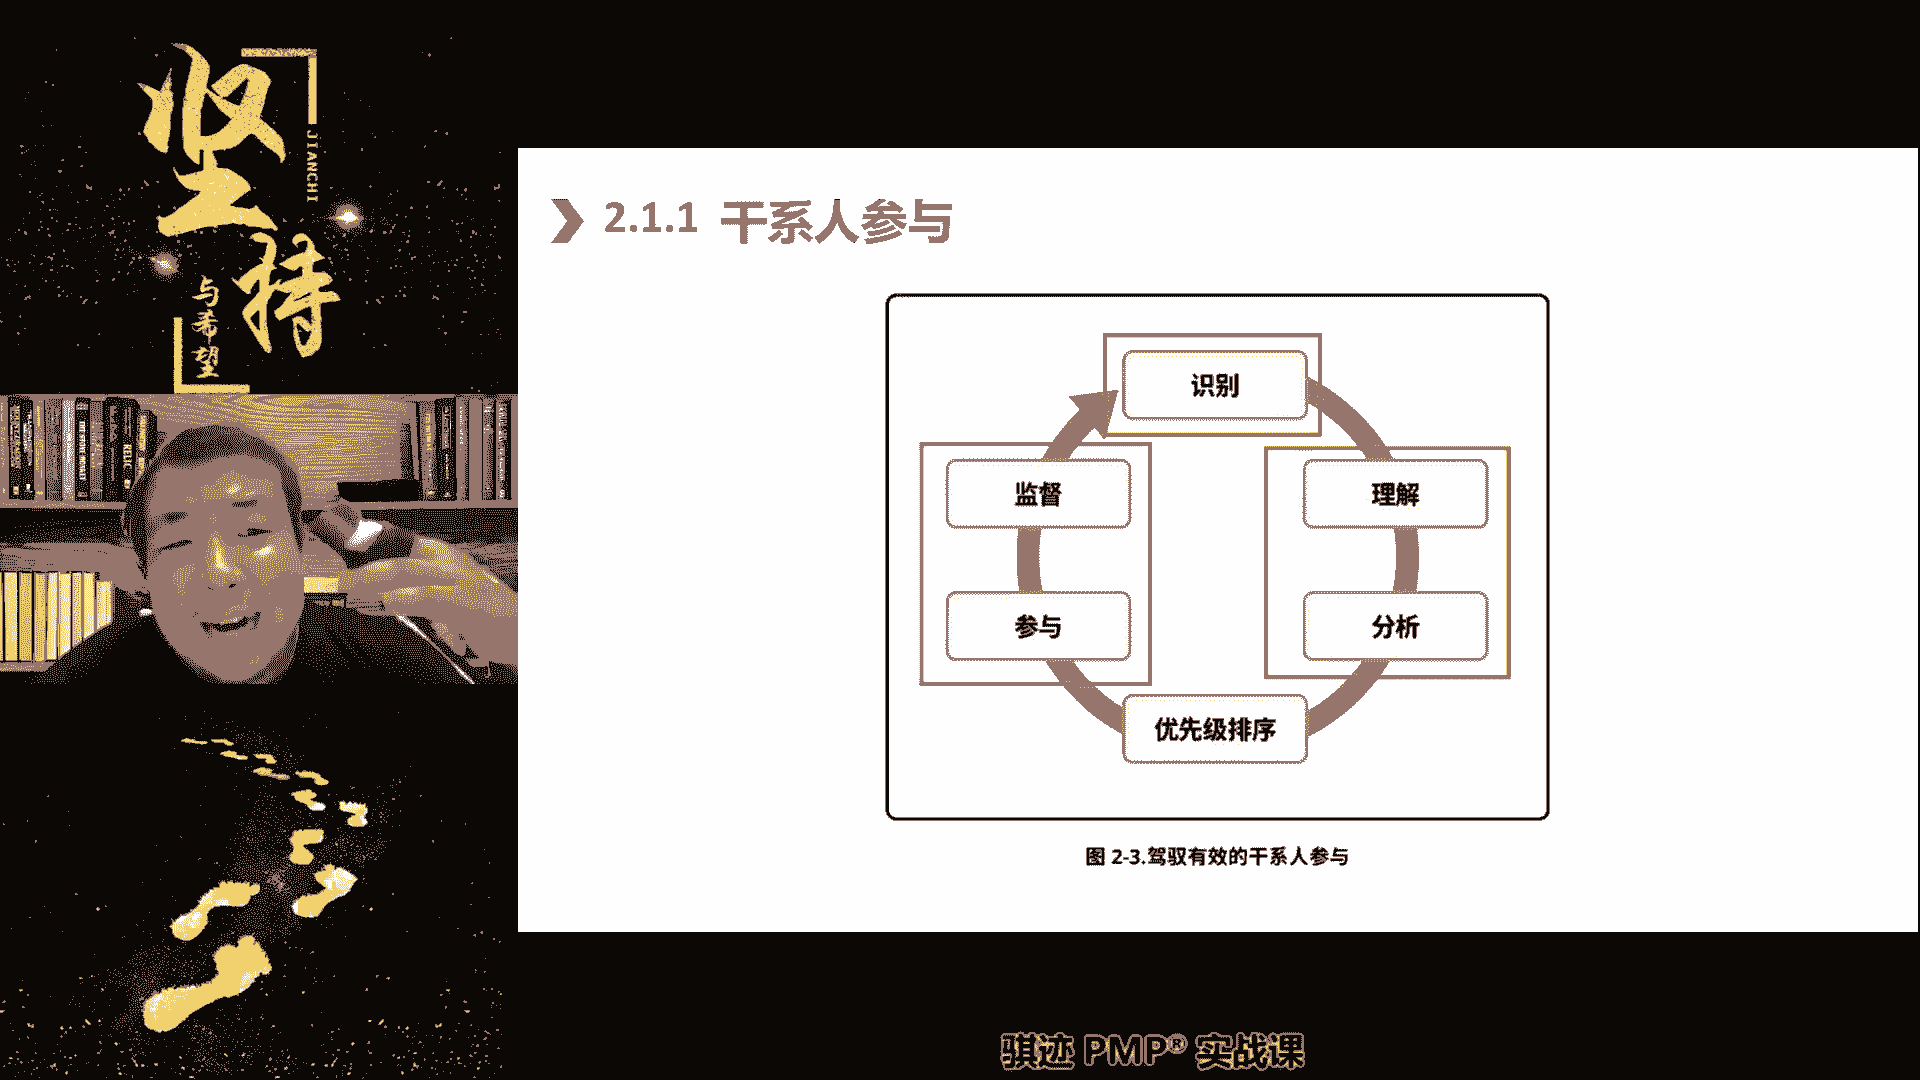 坚持
JIANCHI
与希望
2.1.1 干系人参与
识别
监督
理解
参与
分析
优先级排序
图 2-3.驾驭有效的干系人参与
骐迹 PMP® 实战课